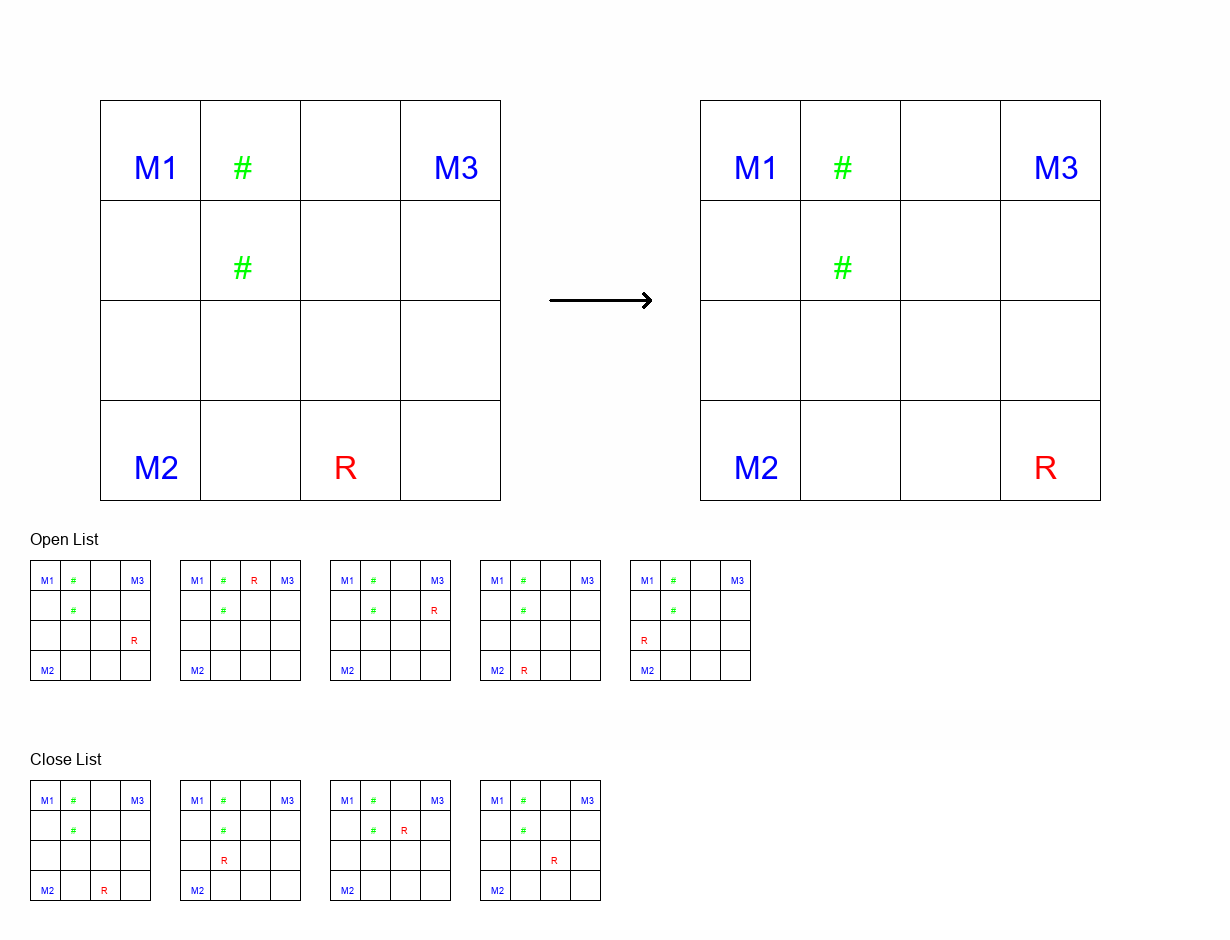 M1 # M3 M1 # M3
# #
M2 R M2 R
Open List
M1 # M3 M1 # R M3 M1 # M3 M1 # M3 M1 # M3
# # # R # #
R R
M2 M2 M2 M2 R M2
Close List
M1 # M3 M1 # M3 M1 # M3 M1 # M3
# # # R #
R R
M2 R M2 M2 M2